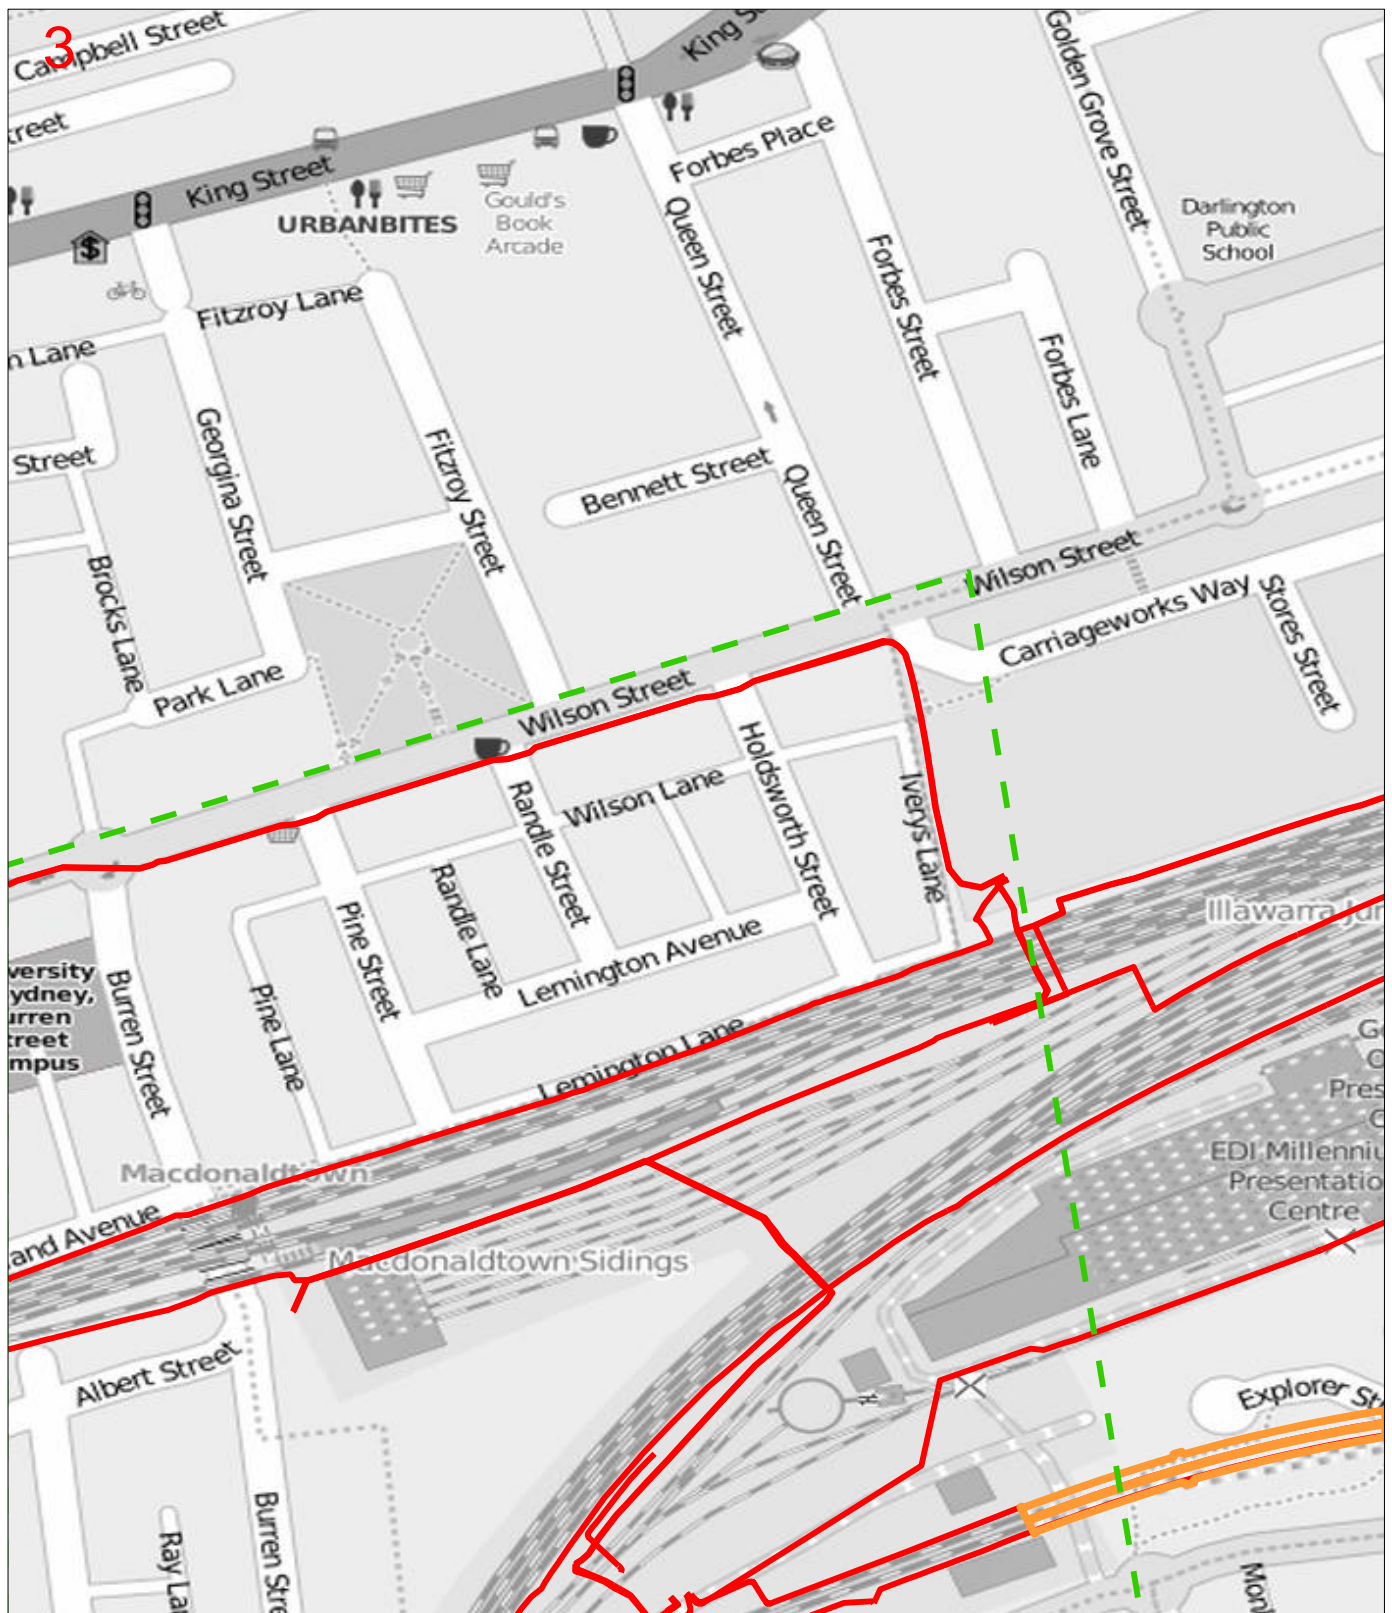 3
Campbell Street
King St
treet
King Street
URBANBITES
Gould's
Book
Arcade
Forbes Place
Golden Grove Street
Darlington
Public
School
Queen Street
Forbes Street
Forbes Lane
Fitzroy Lane
n Lane
Street
Georgina Street
Fitzroy Street
Bennett Street
Queen Street
Brocks Lane
Park Lane
Wilson Street
Wilson Street
Carriageworks Way
Stores Street
Holdsworth Street
Iverys Lane
Wilson Lane
Randle Street
Randle Lane
Pine Street
Lemington Avenue
Illawarra Jun
versity
ydney,
urren
treet
mpus
Burren Street
Pine Lane
Lemington Lane
Macdonaldtown
and Avenue
Macdonaldtown Sidings
Pres
EDI Millenniu
Presentatio
Centre
Albert Street
Explorer St
Burren Stre
Ray La
Mon